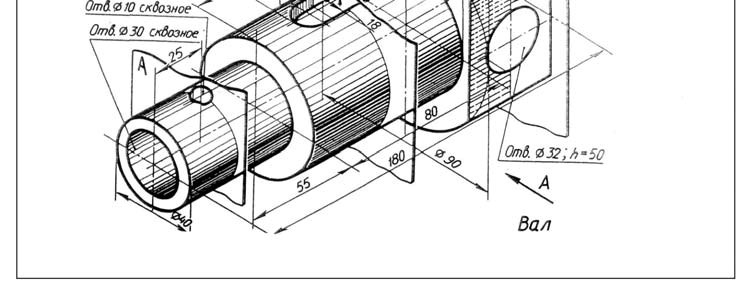 Отв. ⌀10 сквозное
Отв. ⌀30 сквозное
25
А
18
80
180
⌀90
55
⌀40
Отв. ⌀32; h=50
А
Вал